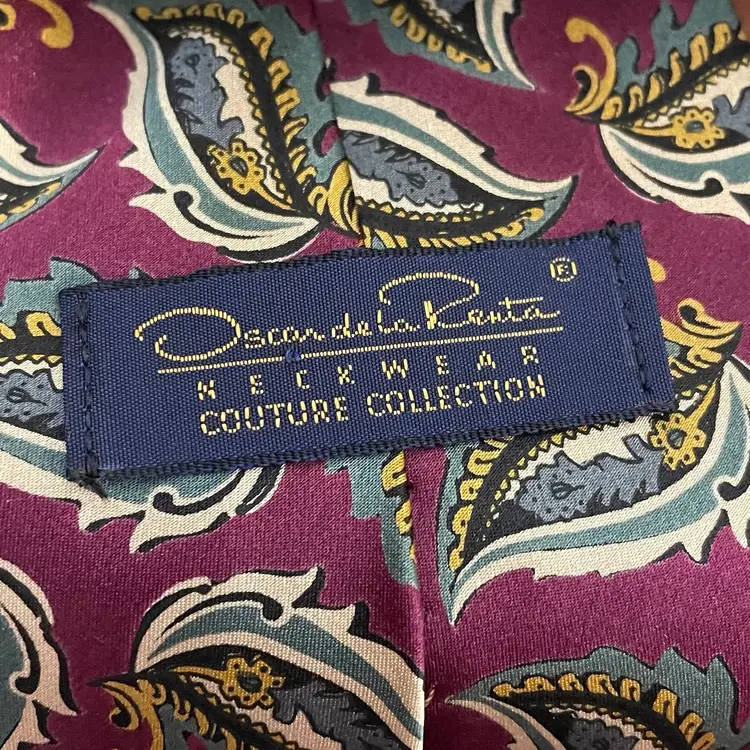 Oscar de la Renta ®
NECKWEAR
COUTURE COLLECTION